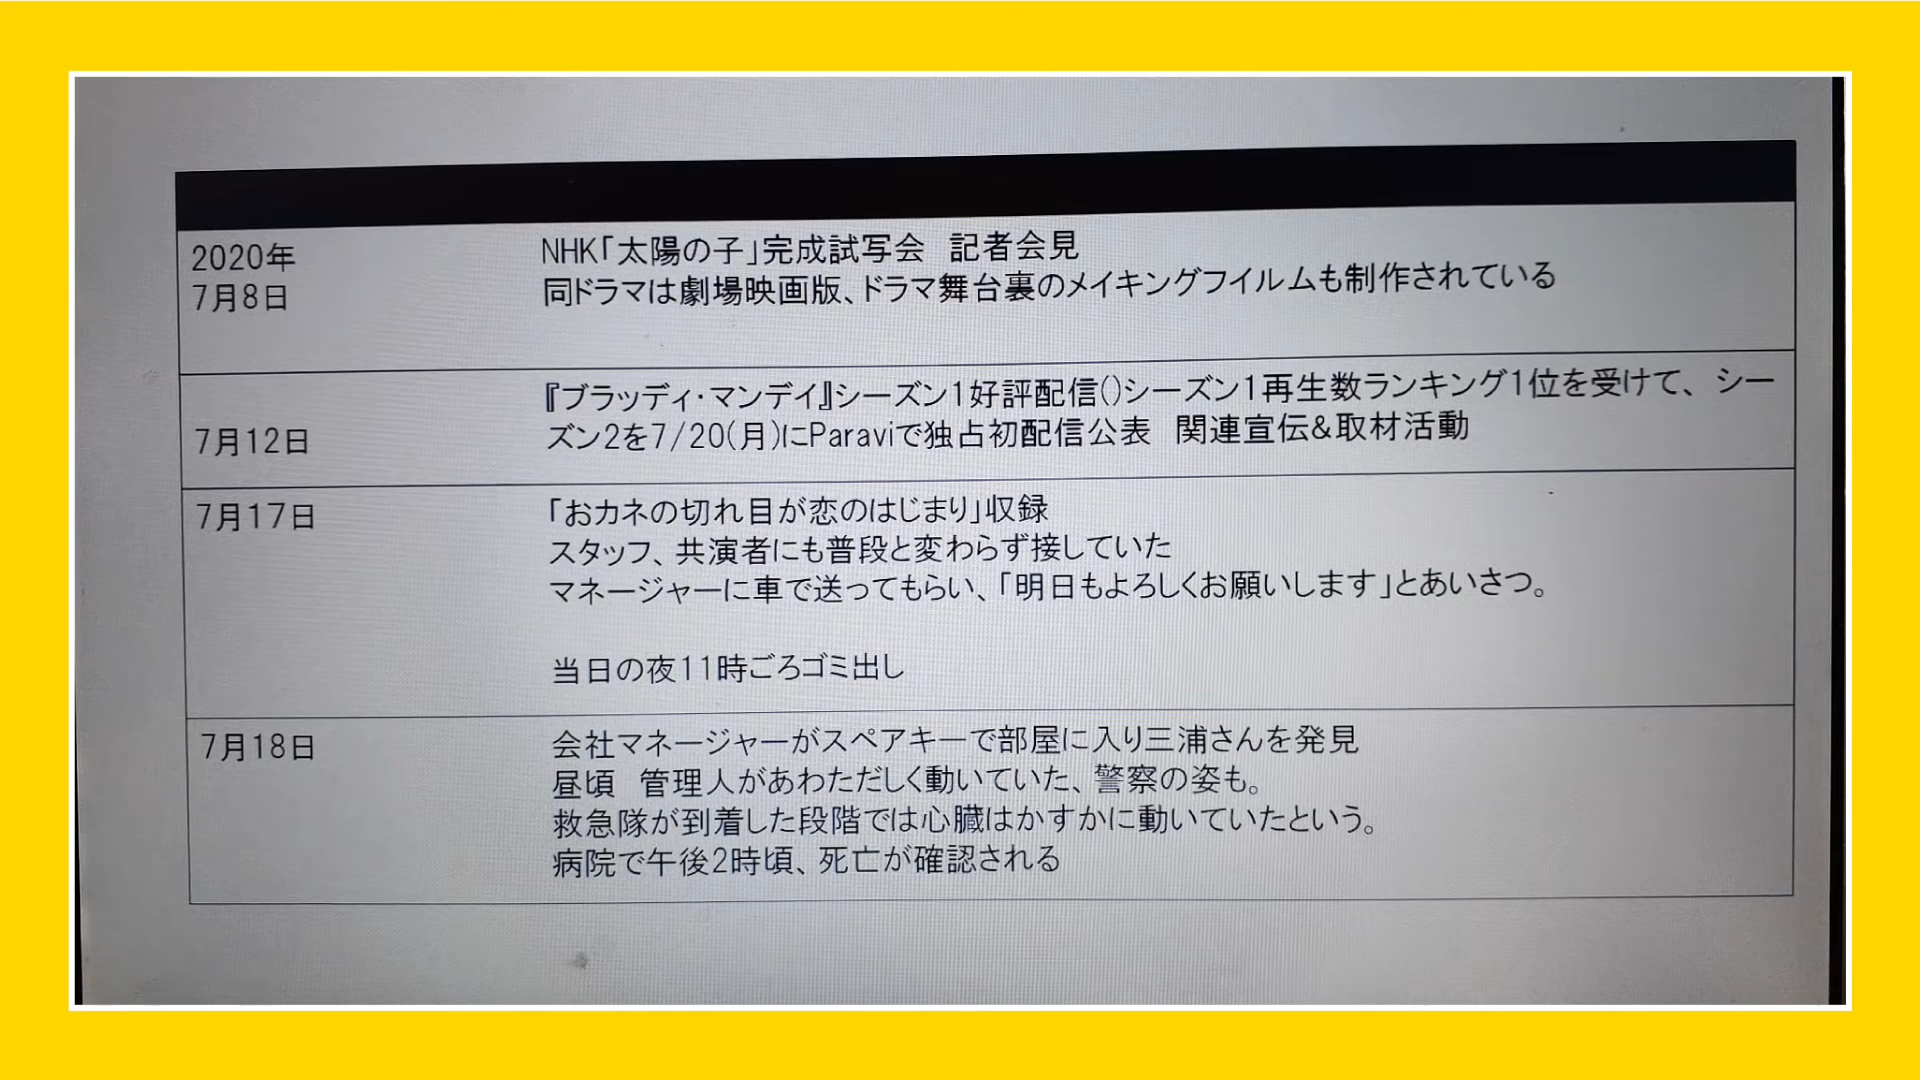 2020年
7月8日
NHK「太陽の子」完成試写会　記者会見
同ドラマは劇場映画版、ドラマ舞台裏のメイキングフイルムも制作されている
7月12日
『ブラッディ・マンデイ』シーズン1好評配信()シーズン1再生数ランキング1位を受けて、シー
ズン2を7/20(月)にParaviで独占初配信公表　関連宣伝&取材活動
7月17日
「おカネの切れ目が恋のはじまり」収録
スタッフ、共演者にも普段と変わらず接していた
マネージャーに車で送ってもらい、「明日もよろしくお願いします」とあいさつ。
当日の夜11時ごろゴミ出し
7月18日
会社マネージャーがスペアキーで部屋に入り三浦さんを発見
昼頃　管理人があわただしく動いていた、警察の姿も。
救急隊が到着した段階では心臓はかすかに動いていたという。
病院で午後2時頃、死亡が確認される